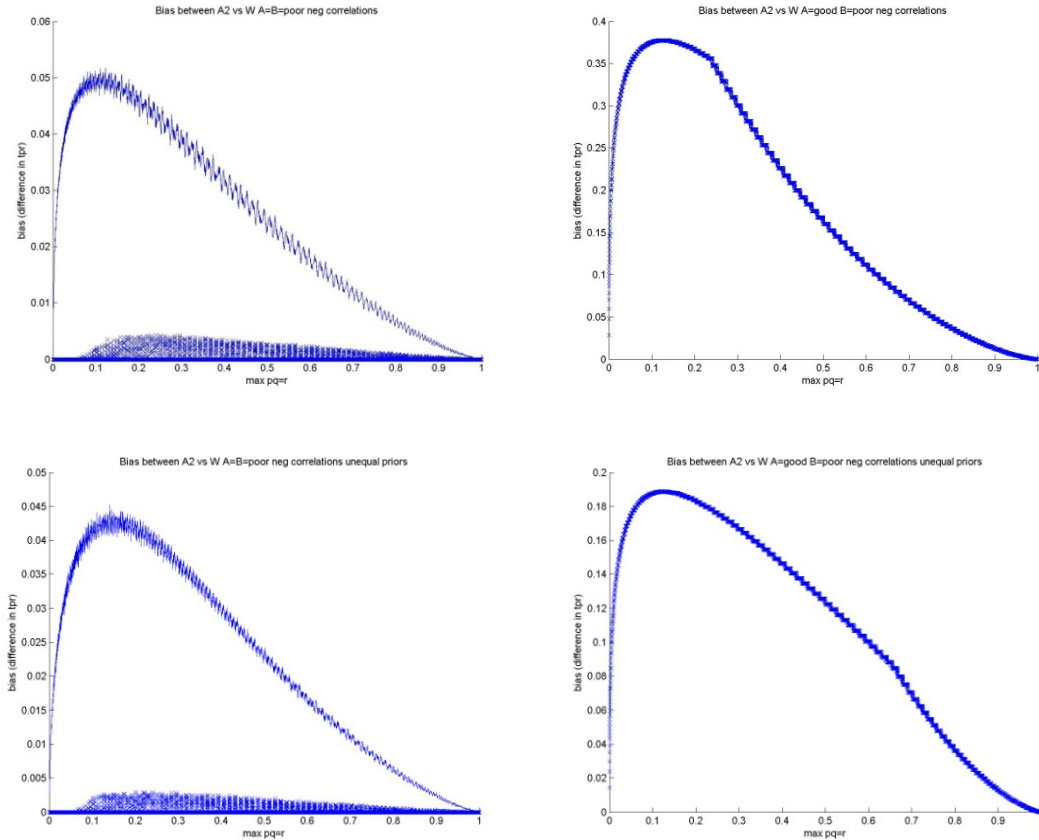 Bias between A2 vs W A=B=poor neg correlations
0.06
0.05
0.04
0.03
0.02
0.01
0
bias (difference in tpr)
0.1 0.2 0.3 0.4 0.5 0.6 0.7 0.8 0.9 1
max pq=r
Bias between A2 vs W A=good B=poor neg correlations
0.4
0.35
0.3
0.25
0.2
0.15
0.1
0.05
0
bias (difference in tpr)
0 0.1 0.2 0.3 0.4 0.5 0.6 0.7 0.8 0.9 1
max pq=r
Bias between A2 vs W A=B=poor neg correlations unequal priors
0.05
0.045
0.04
0.035
0.03
0.025
0.02
0.015
0.01
0.005
0
bias (difference in tpr)
0 0.1 0.2 0.3 0.4 0.5 0.6 0.7 0.8 0.9 1
max pq=r
Bias between A2 vs W A=good B=poor neg correlations unequal priors
0.2
0.18
0.16
0.14
0.12
0.1
0.08
0.06
0.04
0.02
0
bias (difference in tpr)
0 0.1 0.2 0.3 0.4 0.5 0.6 0.7 0.8 0.9 1
max pq=r